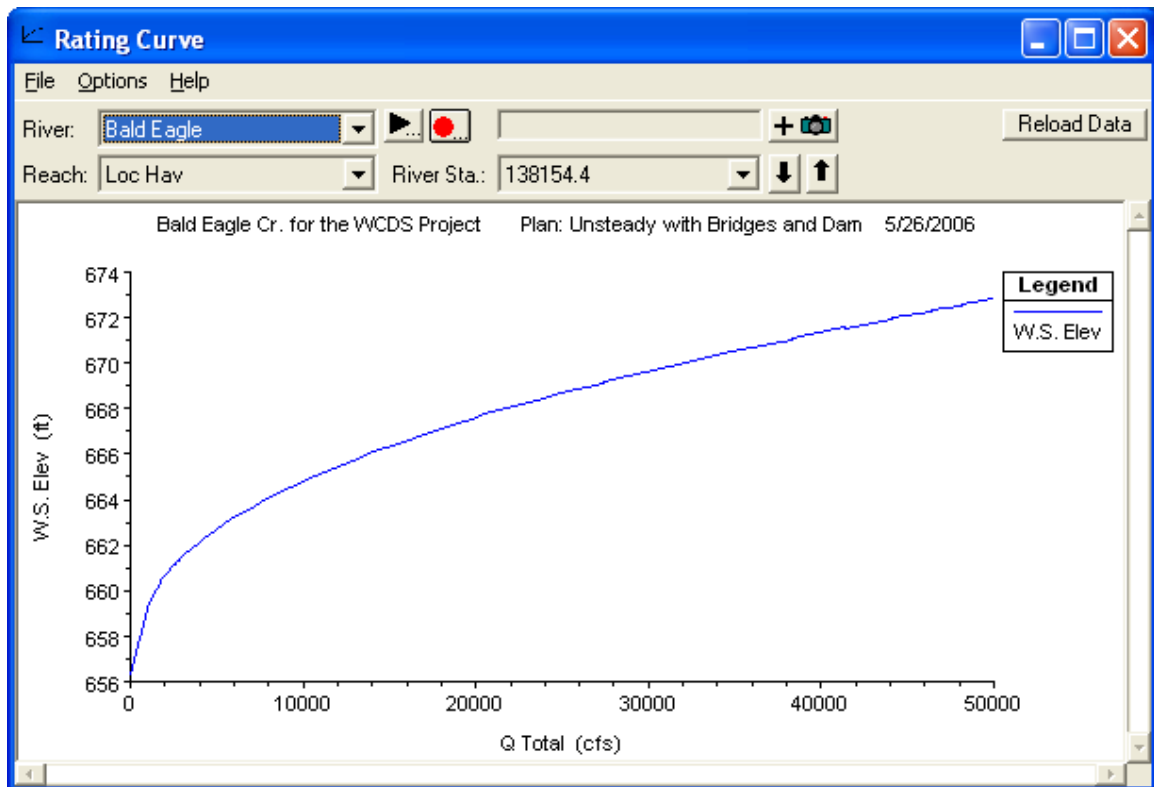 Rating Curve
File Options Help
River: Bald Eagle ... ... + Reload Data
Reach: Loc Hav River Sta.: 138154.4
Bald Eagle Cr. for the WCDS Project Plan: Unsteady with Bridges and Dam 5/26/2006
674
672
670
668
666
664
662
660
658
656
W.S. Elev (ft)
0 10000 20000 30000 40000 50000
Q Total (cfs)
Legend
W.S. Elev